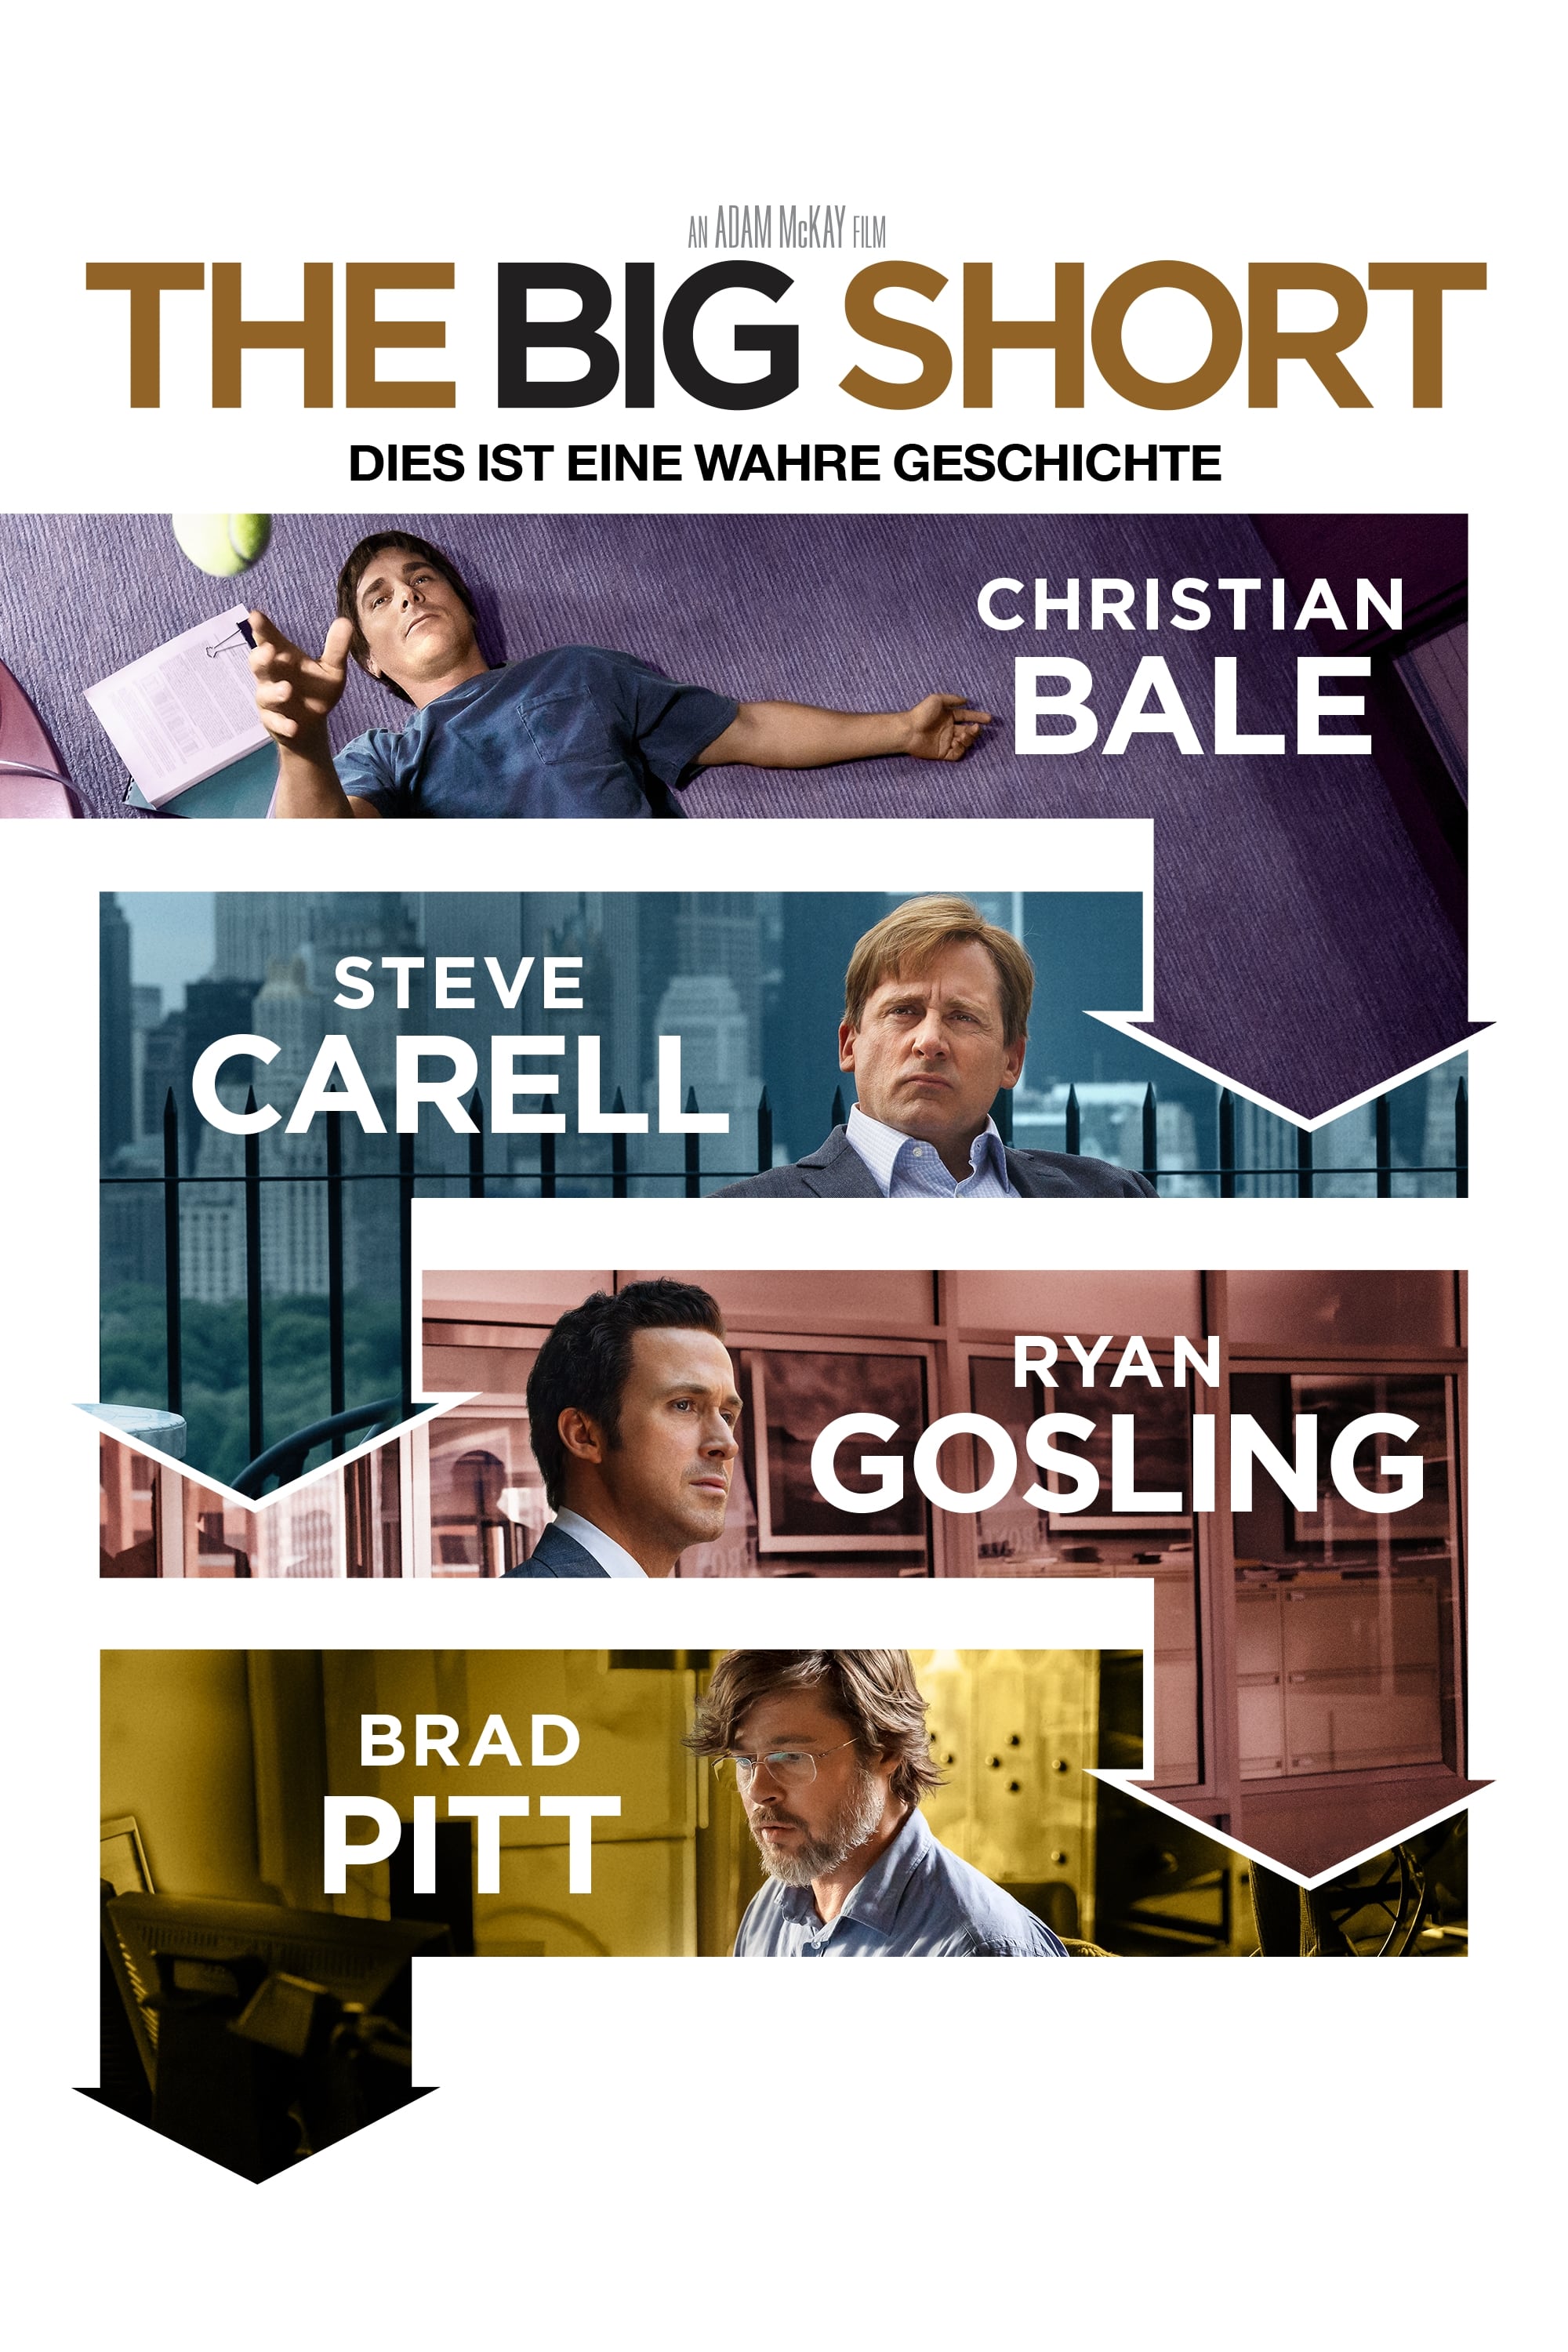 AN ADAM McKAY FILM
THE BIG SHORT
DIES IST EINE WAHRE GESCHICHTE
CHRISTIAN
BALE
STEVE
CARELL
RYAN
GOSLING
BRAD
PITT